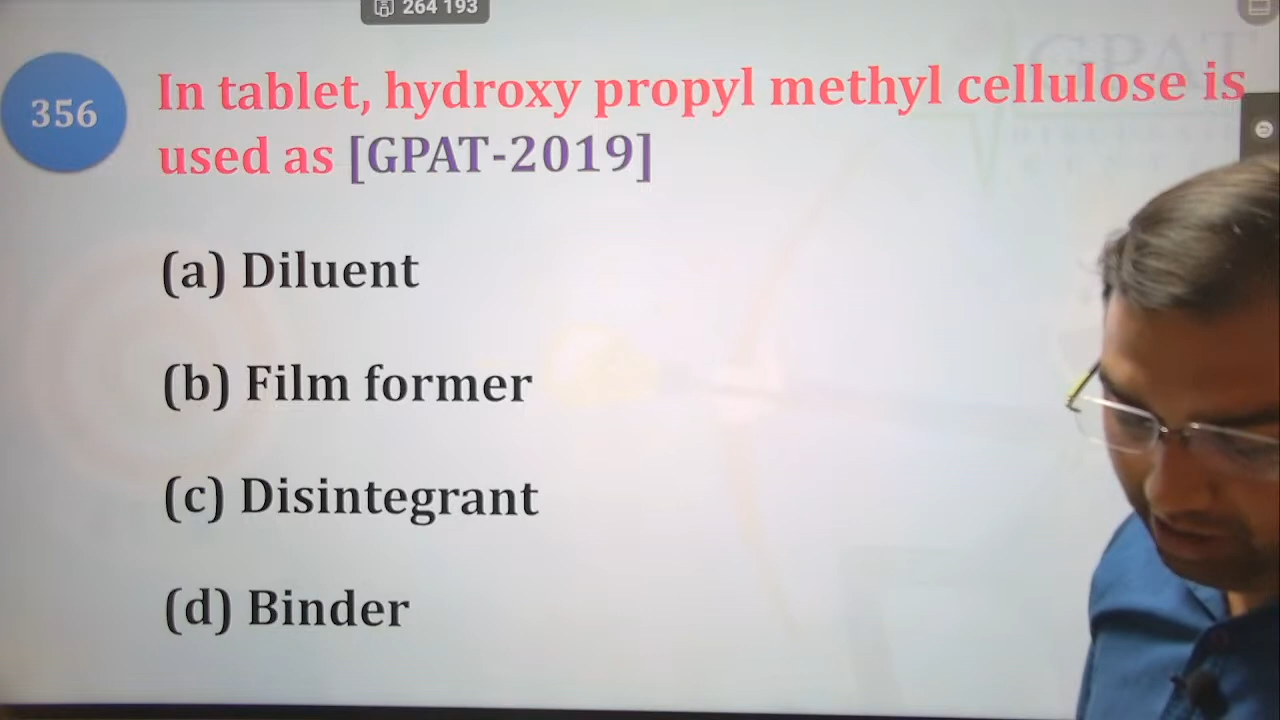 264 193
GPAT
356
In tablet, hydroxy propyl methyl cellulose is
used as [GPAT-2019]
(a) Diluent
(b) Film former
(c) Disintegrant
(d) Binder